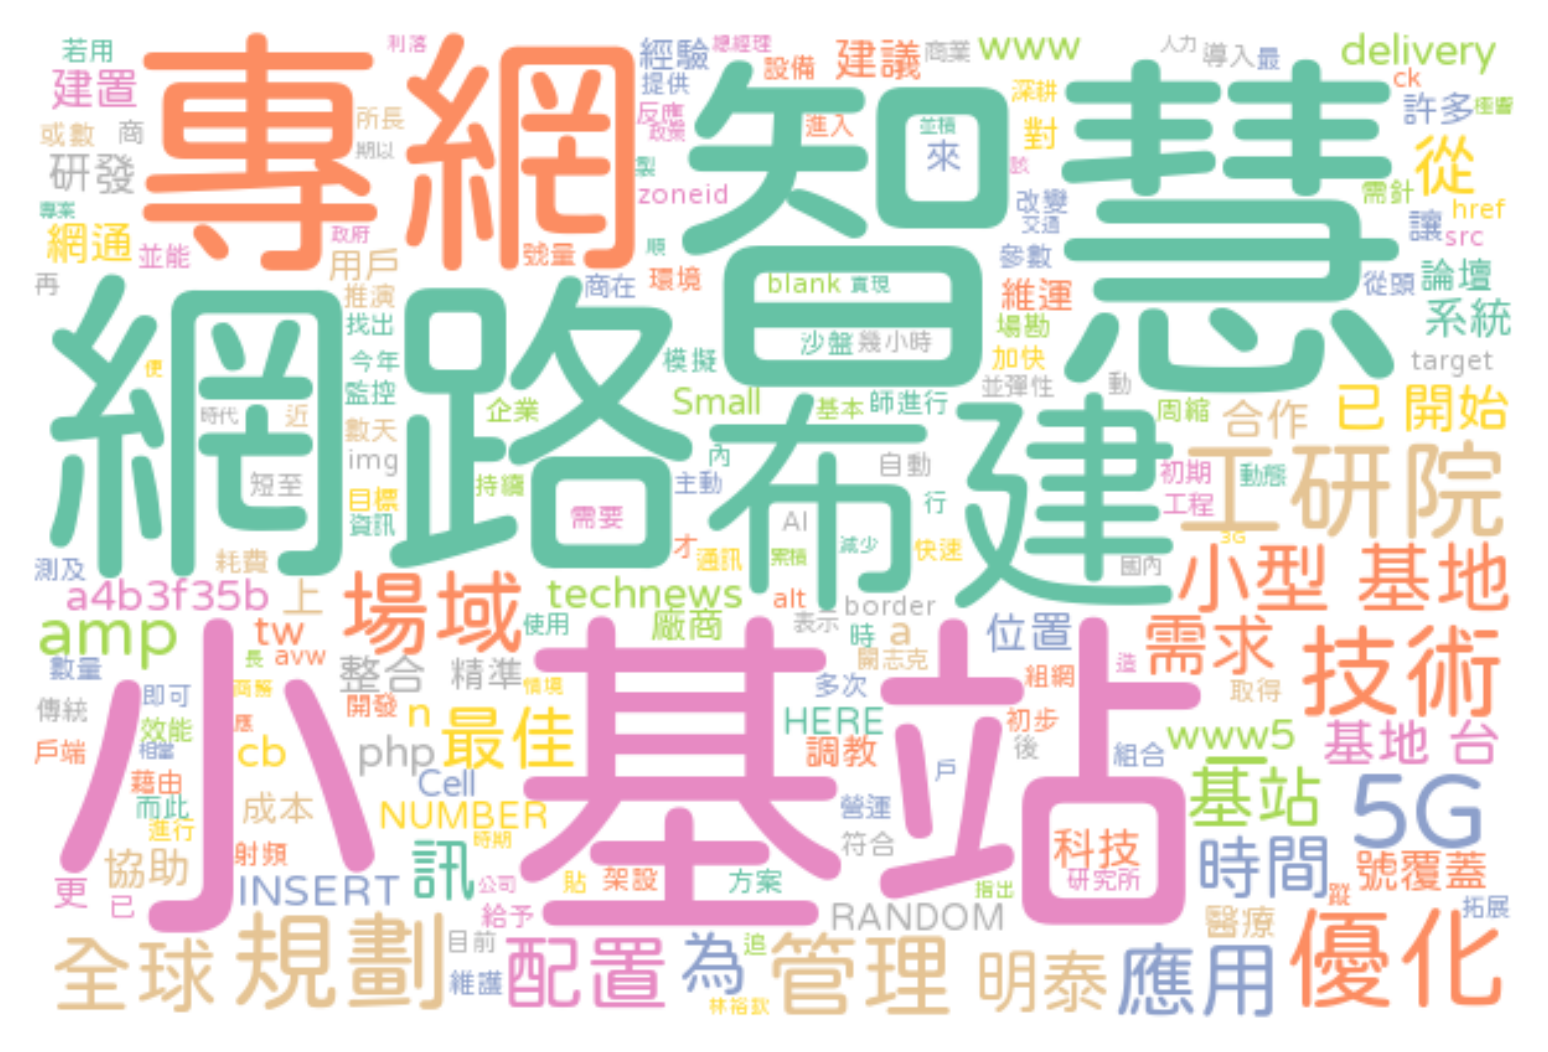 若用
專網
利落
經驗
總經理
設備
建議
商業
www
人力
導入
最
delivery
建置
提供
ck
深耕
許多
極響
或數
商
所長
反應
政策
進入
並積
對
來
期以
研發
製
該
從
智慧
zoneid
改變
交通
需針
href
專業
讓
src
網通
並能
政府
用戶
號量
順
環境
參數
再
推演
商在
blank
實現
維運
從頭
論壇
找出
沙盤
幾小時
場勘
系統
網路
便
今年
模擬
加快
target
監控
Small
並彈性
動
時代
近
企業
基本
師進行
布建
周縮
合作
已
開始
數天
img
內
自動
初期
動態
工研院
短至
目標
持續
主動
需要
行
工程
資訊
AI
3G
才
通訊
累積
減少
快速
國內
測及
耗費
小型
基地
a4b3f35b
上
場域
technews
alt
border
amp
tw
使用
廠商
表示
時
a
位置
需求
技術
長
avw
整合
精準
開志克
造
數量
情境
組網
即可
商務
多次
取得
傳統
開發
n
最佳
HERE
初步
效能
應
www5
基地
台
戶端
相當
cb
php
調教
後
組合
小基站
藉由
Cell
戶
而此
成本
NUMBER
營運
基站
5G
進行
時期
符合
科技
協助
射頻
訊
時間
號覆蓋
更
INSERT
公司
貼
架設
方案
指出
研究所
蹤
已
給予
RANDOM
醫療
拓展
全球
規劃
目前
配置
為
追
管理
明泰
應用
優化
維護
林裕欽